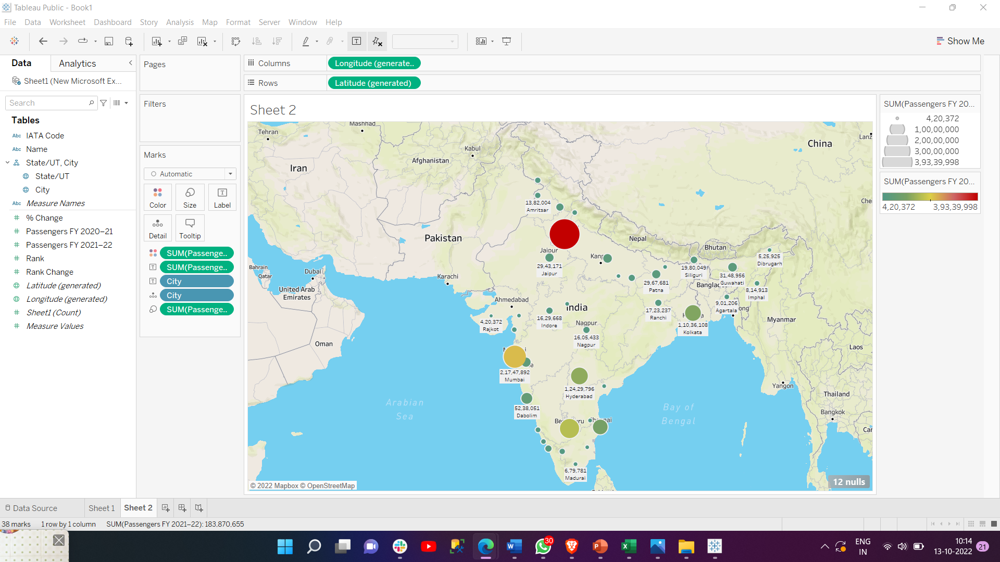 Tableau Public - Book1
File Data Worksheet Dashboard Story Analysis Map Format Server Window Help
Show Me
Data Analytics
Sheet1 (New Microsoft Ex...
Search
Tables
Abc IATA Code
Abc Name
State/UT, City
State/UT
City
Abc Measure Names
# % Change
# Passengers FY 2020–21
# Passengers FY 2021–22
# Rank
# Rank Change
Latitude (generated)
Longitude (generated)
# Sheet1 (Count)
# Measure Values
Pages
Filters
Marks
Automatic
Color Size Label
Detail Tooltip
SUM(Passenge..
SUM(Passenge..
City
City
SUM(Passenge..
Columns Longitude (generate..
Rows Latitude (generated)
Sheet 2
Mashhad
Tehran
China
Kabul
Afghanistan
Iran
13,82,004
Amritsar
Pakistan
Nepal
Bhutan
Jaipur
29,43,171
Jaipur
5,25,925
Dibrugarh
19,80,049
Siliguri
31,48,956
Guwahati
Bahrain
Qatar
Dubai
Karachi
United Arab
Emirates
29,67,681
Patna
8,14,913
Imphal
Ahmedabad
9,01,206
Agartala
India
4,20,372
Rajkot
16,29,668
Indore
17,23,237
Ranchi
1,10,36,108
Kolkata
Myanmar
Nagpur
16,05,433
Nagpur
Oman
Laos
2,17,47,892
Mumbai
1,24,29,796
Hyderabad
Yangon
Thailand
Arabian
Sea
52,38,051
Dabolim
Bay of
Bengal
Bangkok
6,79,781
Madurai
© 2022 Mapbox © OpenStreetMap
12 nulls
SUM(Passengers FY 20...
4,20,372
1,00,00,000
2,00,00,000
3,00,00,000
3,93,39,998
SUM(Passengers FY 20...
4,20,372 3,93,39,998
Data Source Sheet 1 Sheet 2
38 marks 1 row by 1 column SUM(Passengers FY 2021–22): 183,870,655
30
ENG
IN
10:14
13-10-2022
21